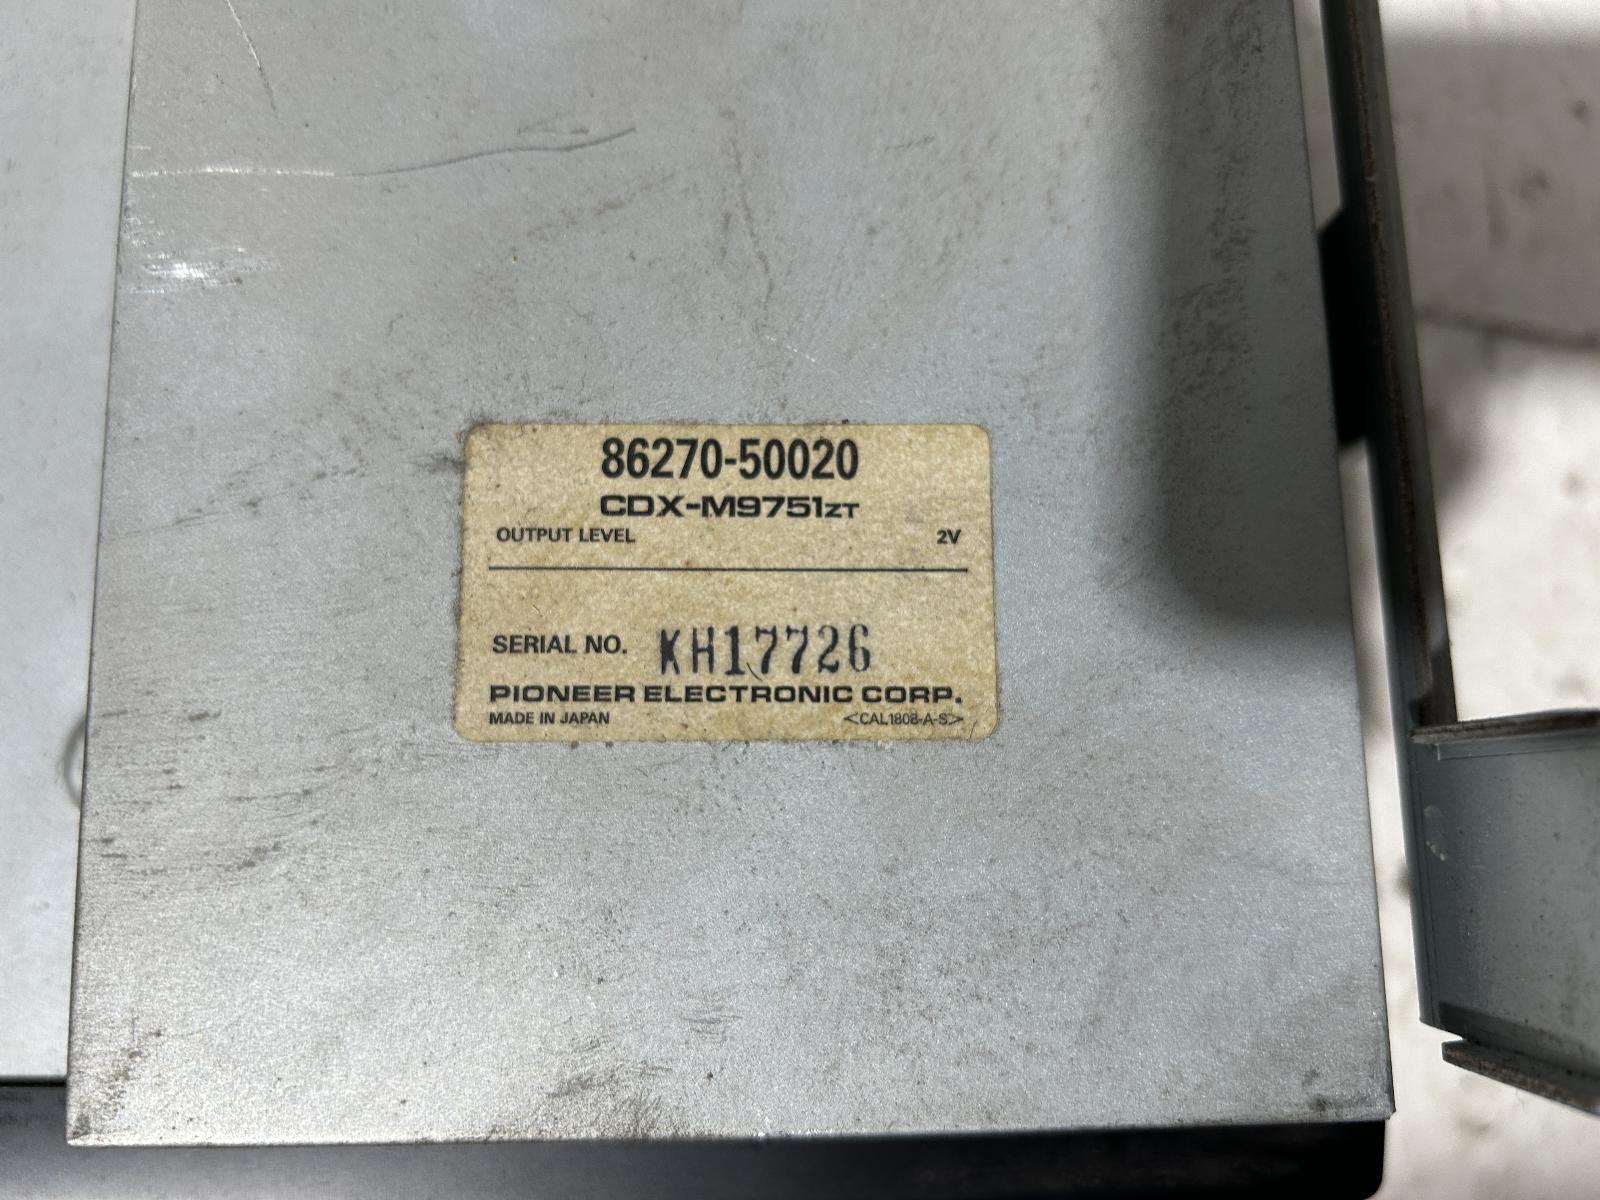 86270-50020
CDX-M9751ZT
OUTPUT LEVEL 2V
SERIAL NO. KH17726
PIONEER ELECTRONIC CORP.
MADE IN JAPAN <CAL1808-A-S>